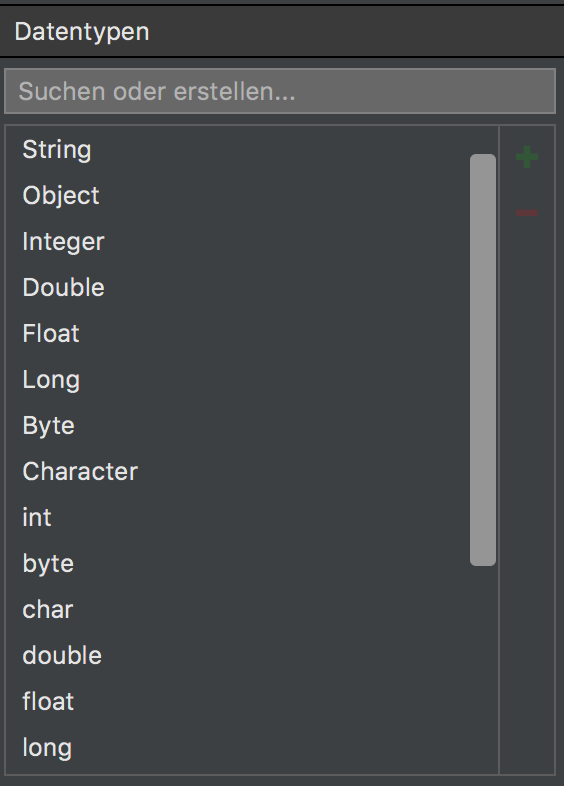 Datentypen
Suchen oder erstellen...
String
Object
Integer
Double
Float
Long
Byte
Character
int
byte
char
double
float
long